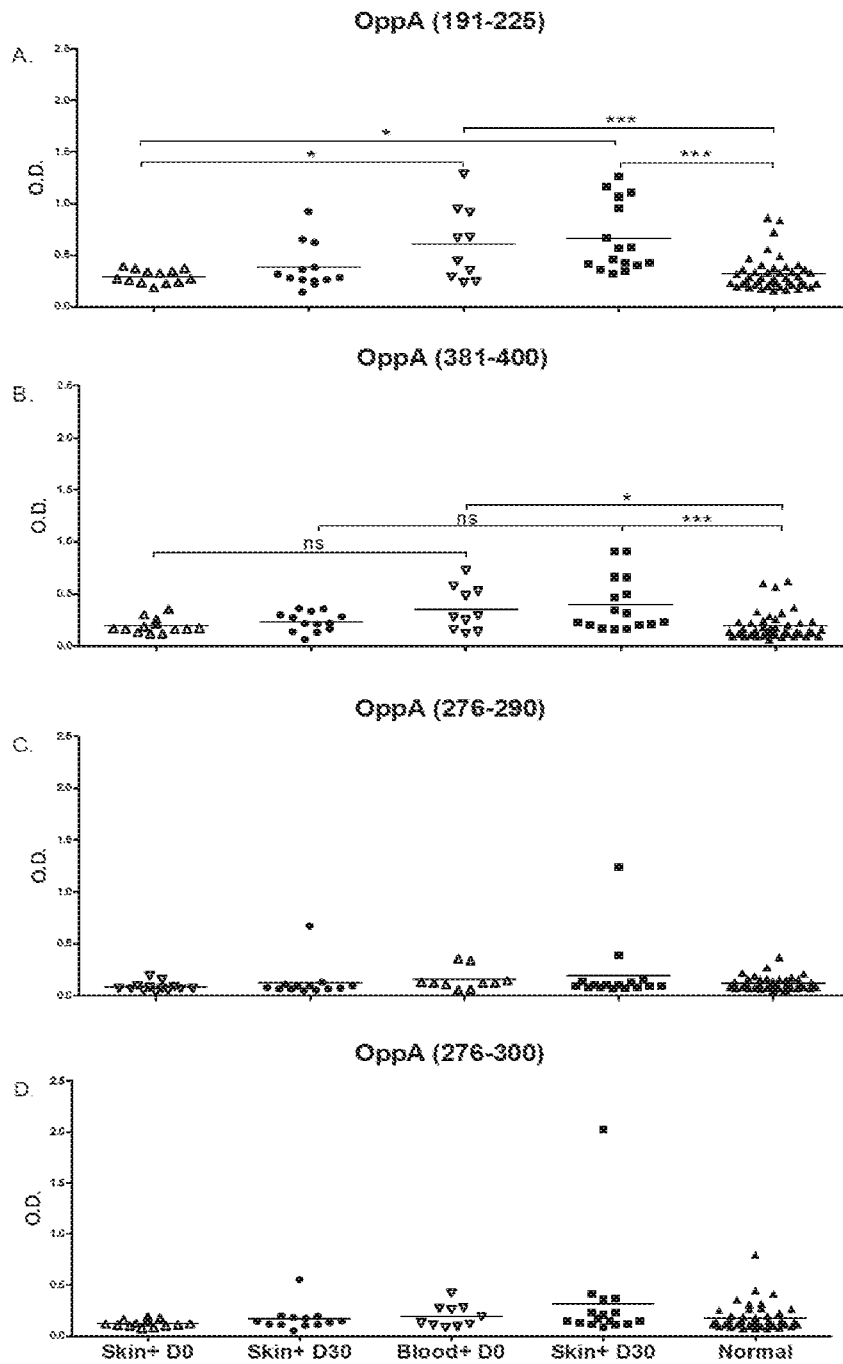 OppA (191-225)
A.
2.5
2.0
1.5
1.0
0.5
0.0
O.D.
***
*
*
***
OppA (381-400)
B.
2.5
2.0
1.5
1.0
0.5
0.0
O.D.
*
ns
***
ns
OppA (276-290)
C.
2.5
2.0
1.5
1.0
0.5
0.0
O.D.
OppA (276-300)
D.
2.5
2.0
1.5
1.0
0.5
0.0
O.D.
Skin+ D0 Skin+ D30 Blood+ D0 Skin+ D30 Normal